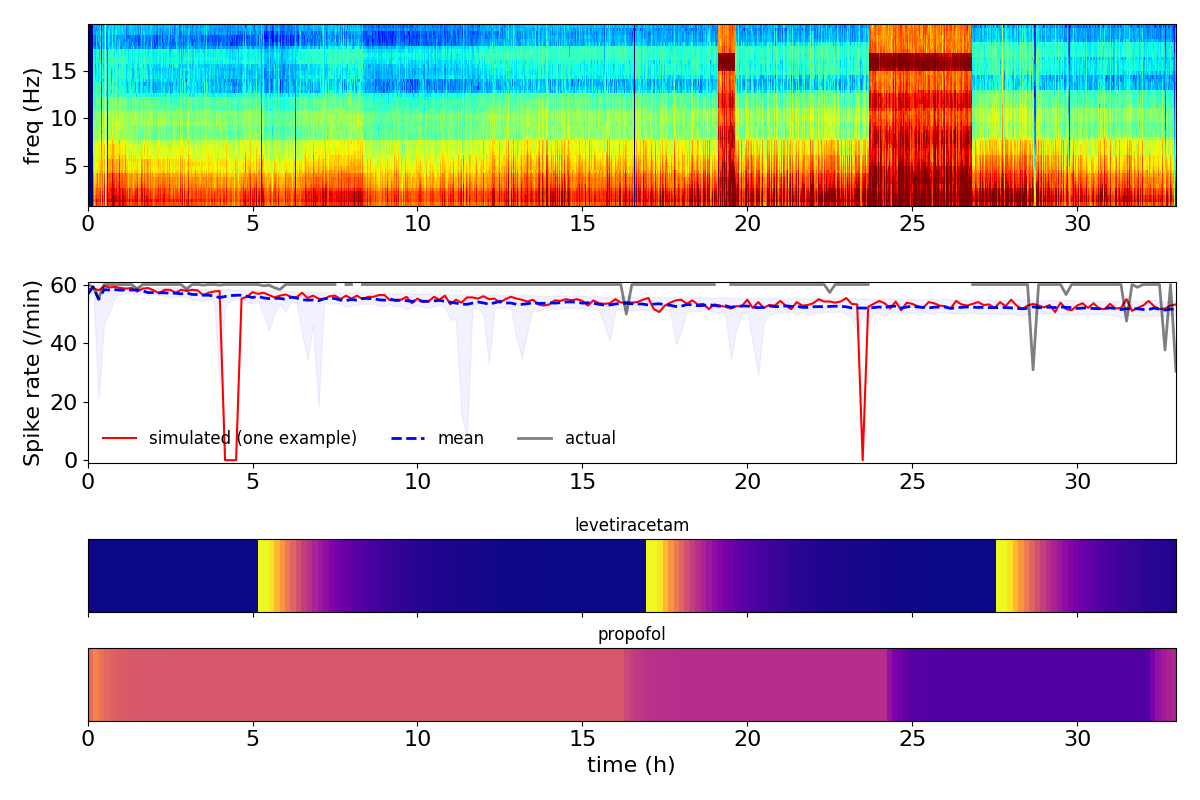 freq (Hz)
15
10
5
0 5 10 15 20 25 30
Spike rate (/min)
60
40
20
0
simulated (one example) mean actual
0 5 10 15 20 25 30
levetiracetam
propofol
0 5 10 15 20 25 30
time (h)